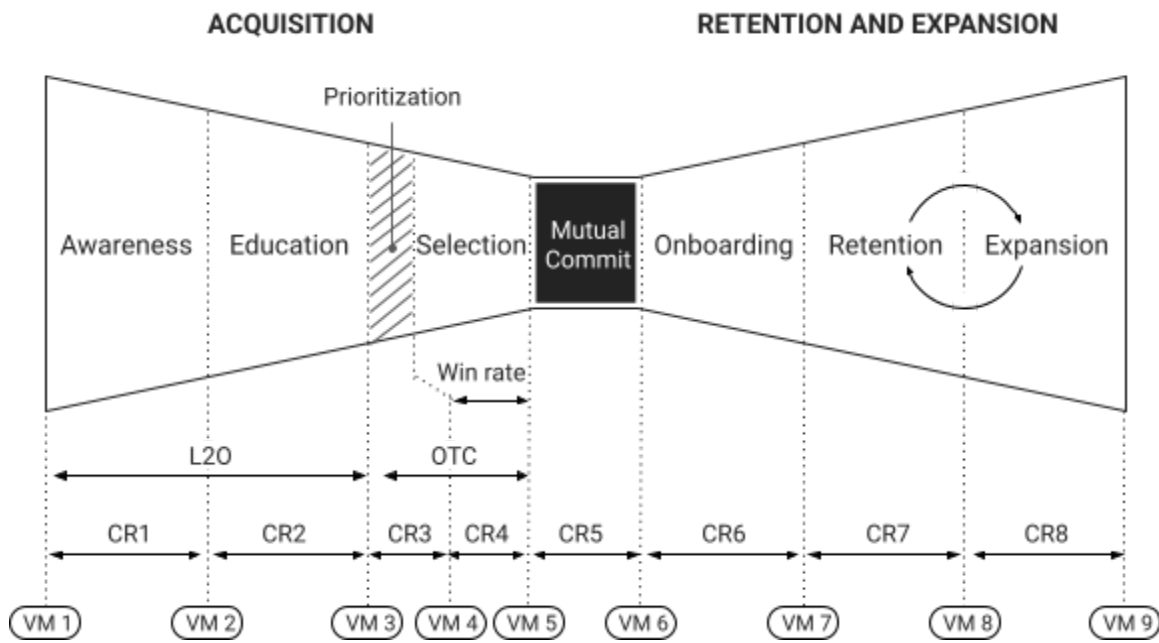 ACQUISITION
RETENTION AND EXPANSION
Prioritization
Awareness
Education
Selection
Mutual
Commit
Onboarding
Retention
Expansion
Win rate
L2O
OTC
CR1
CR2
CR3
CR4
CR5
CR6
CR7
CR8
VM 1
VM 2
VM 3
VM 4
VM 5
VM 6
VM 7
VM 8
VM 9